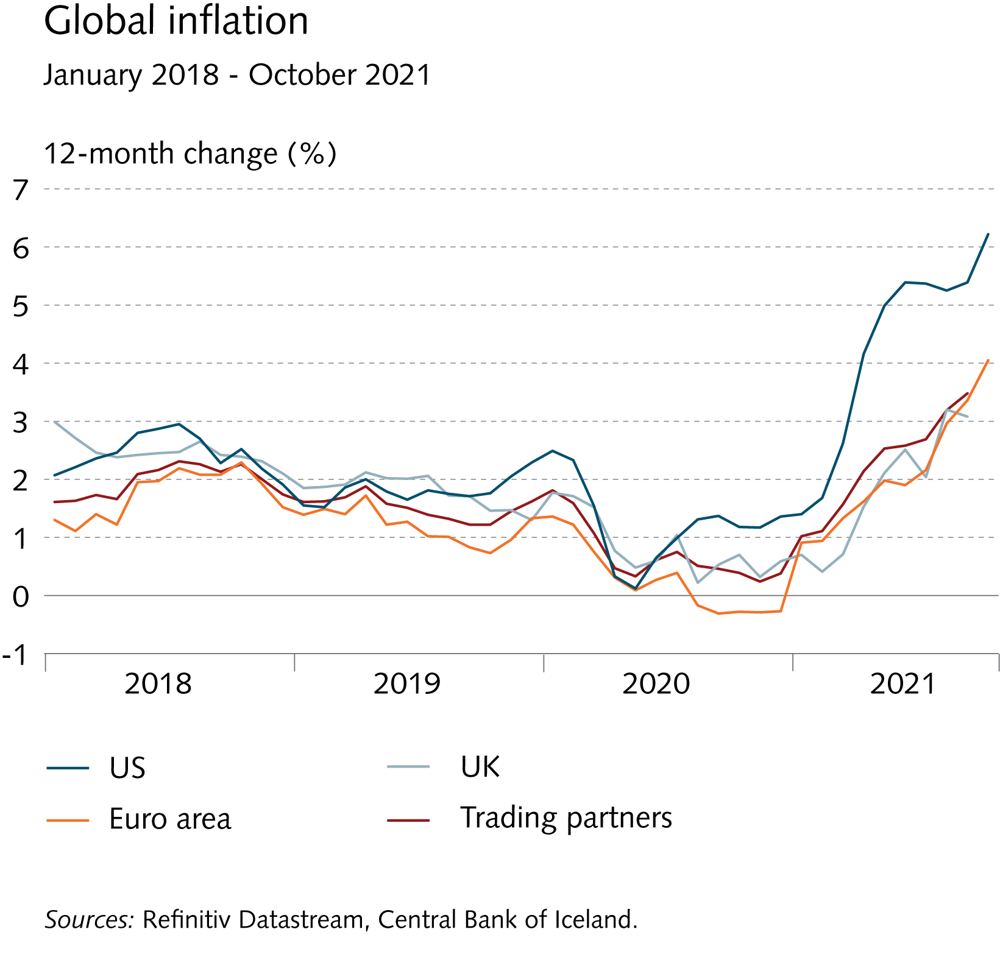 Global inflation
January 2018 - October 2021
12-month change (%)
7
6
5
4
3
2
1
0
-1
2018 2019 2020 2021
US UK
Euro area Trading partners
Sources: Refinitiv Datastream, Central Bank of Iceland.